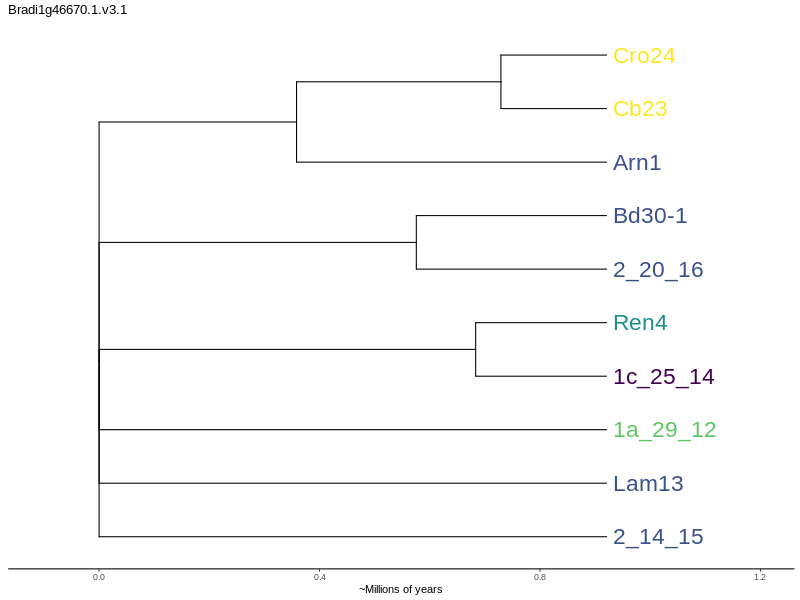 Bradi1g46670.1.v3.1
Cro24
Cb23
Arn1
Bd30-1
2_20_16
Ren4
1c_25_14
1a_29_12
Lam13
2_14_15
0.0 0.4 0.8 1.2
~Millions of years